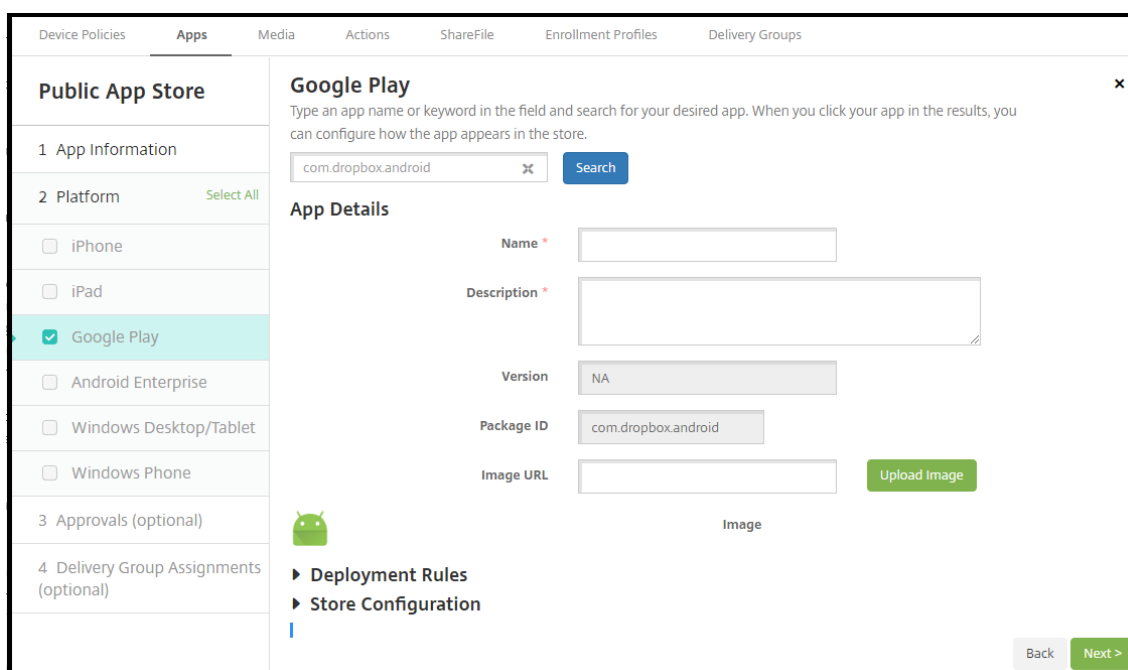 Device Policies Apps Media Actions ShareFile Enrollment Profiles Delivery Groups
Public App Store
1 App Information
2 Platform Select All
iPhone
iPad
Google Play
Android Enterprise
Windows Desktop/Tablet
Windows Phone
3 Approvals (optional)
4 Delivery Group Assignments
(optional)
Google Play
Type an app name or keyword in the field and search for your desired app. When you click your app in the results, you
can configure how the app appears in the store.
com.dropbox.android Search
App Details
Name *
Description *
Version NA
Package ID com.dropbox.android
Image URL Upload Image
Image
Deployment Rules
Store Configuration
Back Next >